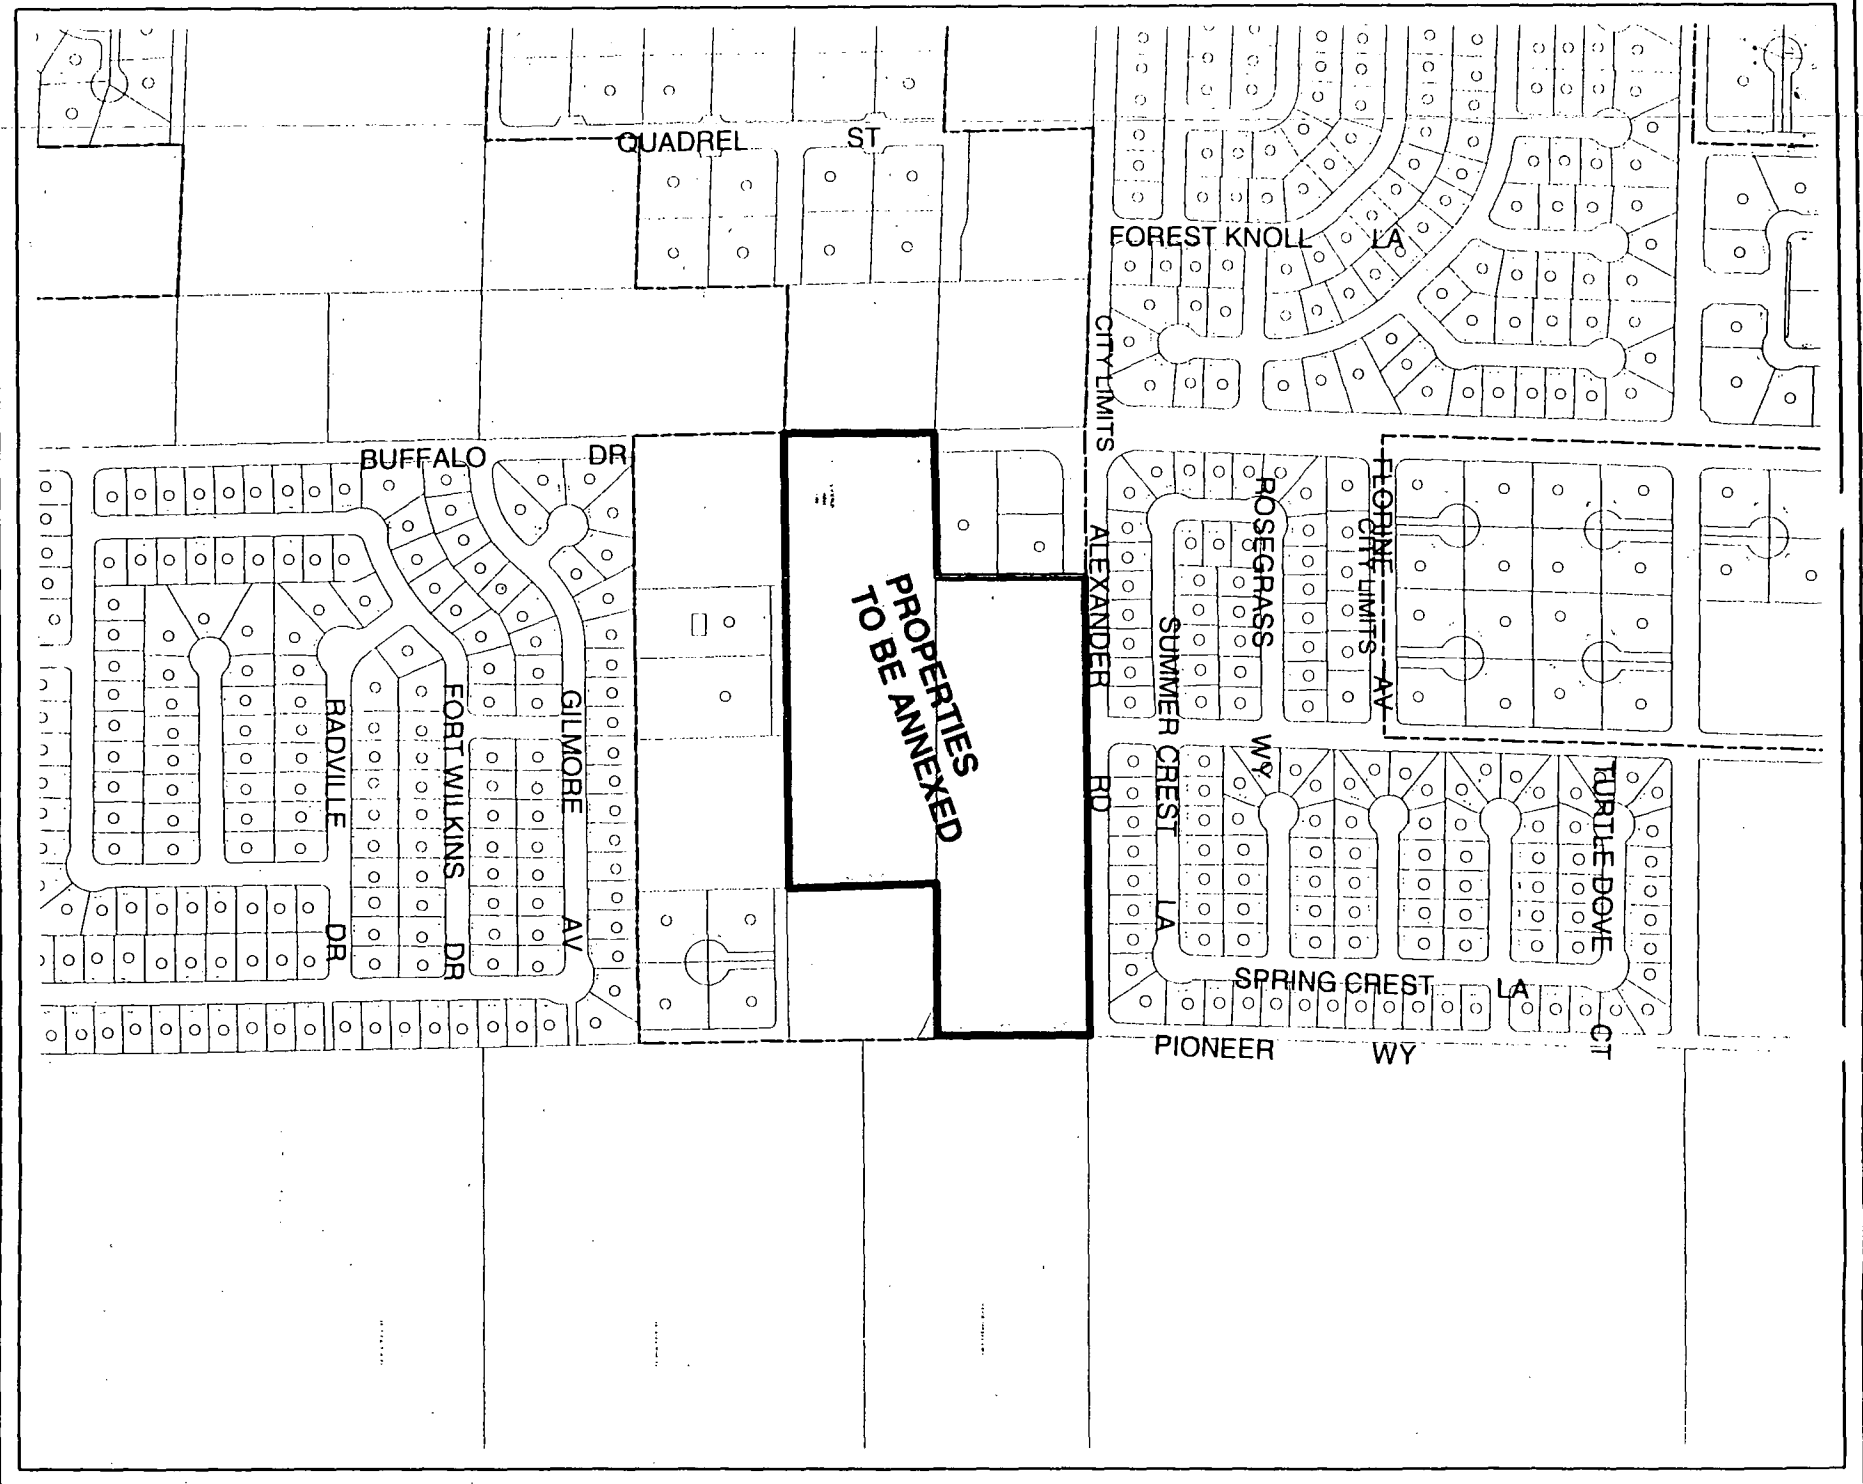 QUADREL ST
FOREST KNOLL LA
CITY LIMITS
BUFFALO DR
ALEXANDER RD
ROSEGRASS WY
FLORINE AV
CITY LIMITS
PROPERTIES
TO BE ANNEXED
SUMMER CREST LA
RADVILLE DR
FORT WILKINS DR
GILMORE AV
TURTLE DOVE CT
SPRING CREST LA
PIONEER WY